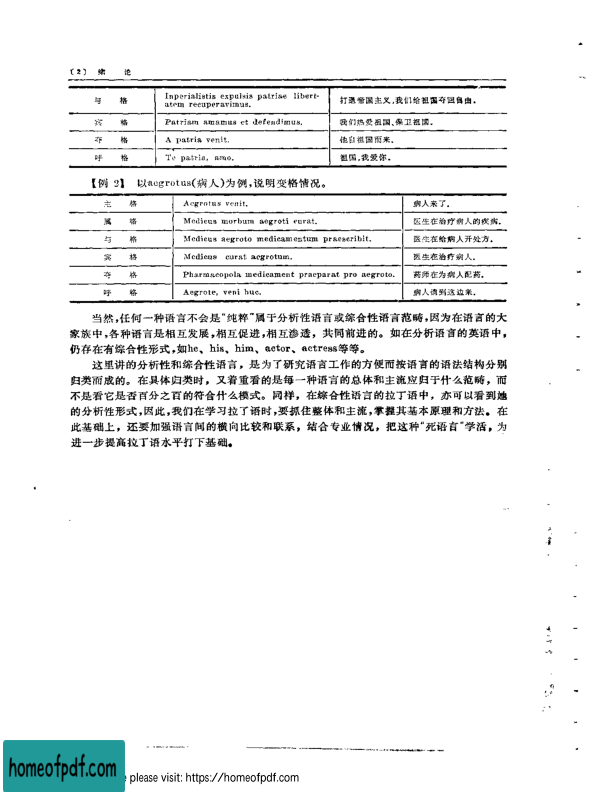 〔2〕 绪 论
与 格 Inperialistis expulsis patriae libert-
atem recuperavimus. 打退帝国主义,我们给祖国夺回自由。
宾 格 Patriam amamus et defendimus. 我们热爱祖国、保卫祖国。
夺 格 A patria venit. 他自祖国而来。
呼 格 Te patria, amo. 祖国,我爱你。
【例 2】 以aegrotus(病人)为例,说明变格情况。
主 格 Aegrotus venit. 病人来了。
属 格 Medicus morbum aegroti curat. 医生在治疗病人的疾病。
与 格 Medicus aegroto medicamentum praescribit. 医生在给病人开处方。
宾 格 Medicus curat aegrotum. 医生在治疗病人。
夺 格 Pharmacopola medicament praeparat pro aegroto. 药师在为病人配药。
呼 格 Aegrote, veni huc. 病人请到这边来。
当然,任何一种语言不会是“纯粹”属于分析性语言或综合性语言范畴,因为在语言的大
家族中,各种语言是相互发展,相互促进,相互渗透,共同前进的。如在分析语言的英语中,
仍存在有综合性形式,如he、his、him、actor、actress等等。
这里讲的分析性和综合性语言,是为了研究语言工作的方便而按语言的语法结构分别
归类而成的。在具体归类时,又着重看的是每一种语言的总体和主流应归于什么范畴,而
不是看它是否百分之百的符合什么模式。同样,在综合性语言的拉丁语中,亦可以看到她
的分析性形式,因此,我们在学习拉丁语时,要抓住整体和主流,掌握其基本原理和方法。在
此基础上,还要加强语言间的横向比较和联系,结合专业情况,把这种“死语言”学活,为
进一步提高拉丁语水平打下基础。
homeofpdf.com
please visit: https://homeofpdf.com